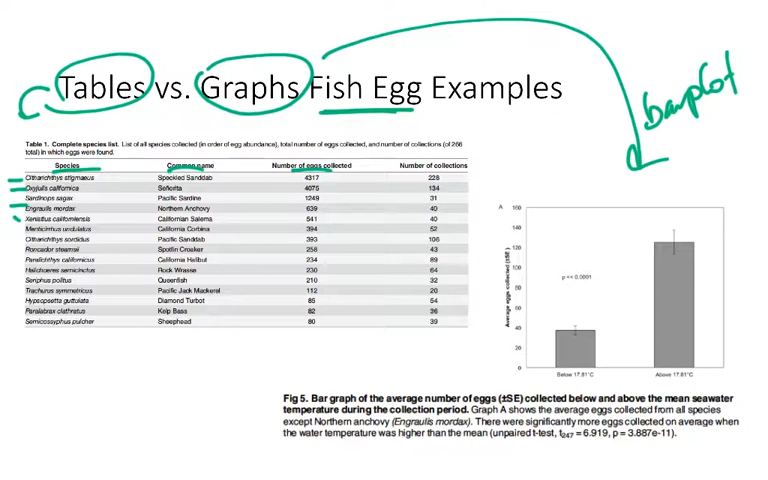 Tables vs. Graphs Fish Egg Examples
barplot
Table 1. Complete species list. List of all species collected (in order of egg abundance), total number of eggs collected, and number of collections (of 266
total) in which eggs were found.
Species Common name Number of eggs collected Number of collections
Citharichthys stigmaeus Speckled Sanddab 4317 228
Oxyjulis californica Señorita 4075 134
Sardinops sagax Pacific Sardine 1249 31
Engraulis mordax Northern Anchovy 639 40
Xenistius californiensis Californian Salema 541 40
Menticirrhus undulatus California Corbina 394 52
Citharichthys sordidus Pacific Sanddab 393 106
Roncador stearnsii Spotfin Croaker 258 43
Paralichthys californicus California Halibut 234 89
Halichoeres semicinctus Rock Wrasse 230 64
Seriphus politus Queenfish 210 32
Trachurus symmetricus Pacific Jack Mackerel 112 20
Hypsopsetta guttulata Diamond Turbot 85 54
Paralabrax clathratus Kelp Bass 82 36
Semicossyphus pulcher Sheephead 80 39
A
Average eggs collected (±SE)
160
140
120
100
80
60
40
20
0
p << 0.0001
Below 17.81°C Above 17.81°C
Fig 5. Bar graph of the average number of eggs (±SE) collected below and above the mean seawater
temperature during the collection period. Graph A shows the average eggs collected from all species
except Northern anchovy (Engraulis mordax). There were significantly more eggs collected on average when
the water temperature was higher than the mean (unpaired t-test, t247 = 6.919, p = 3.887e-11).